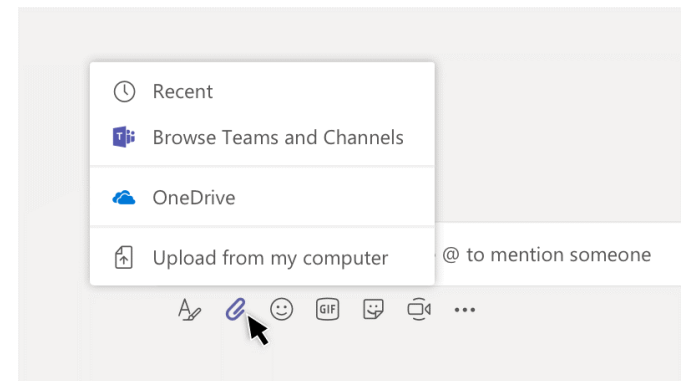 Recent
Browse Teams and Channels
OneDrive
Upload from my computer
@ to mention someone
GIF